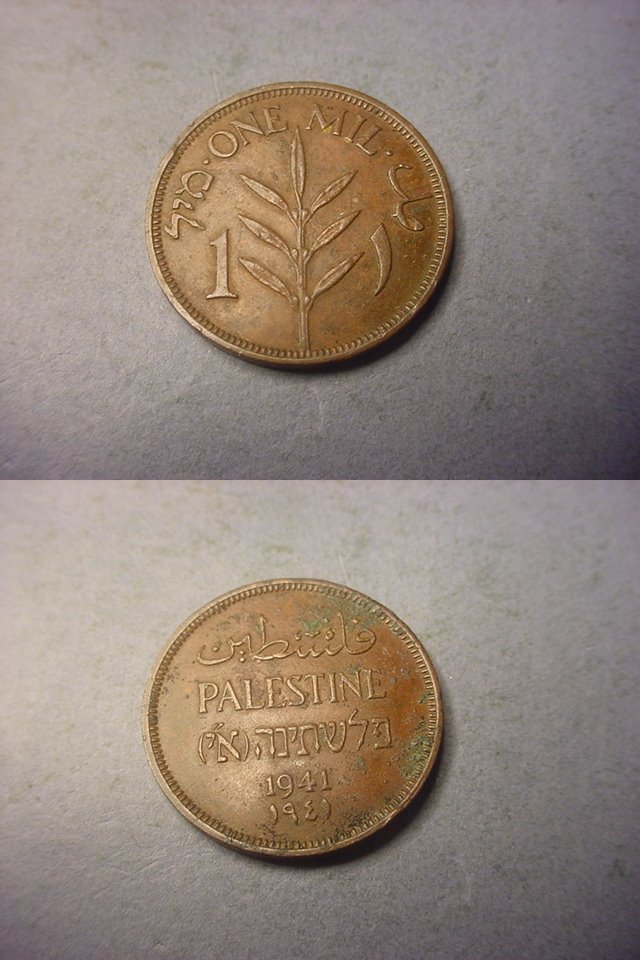 מיל · ONE MIL · مل
1 ١
فلسطين
PALESTINE
פלשתינה (א״י)
1941
١٩٤١